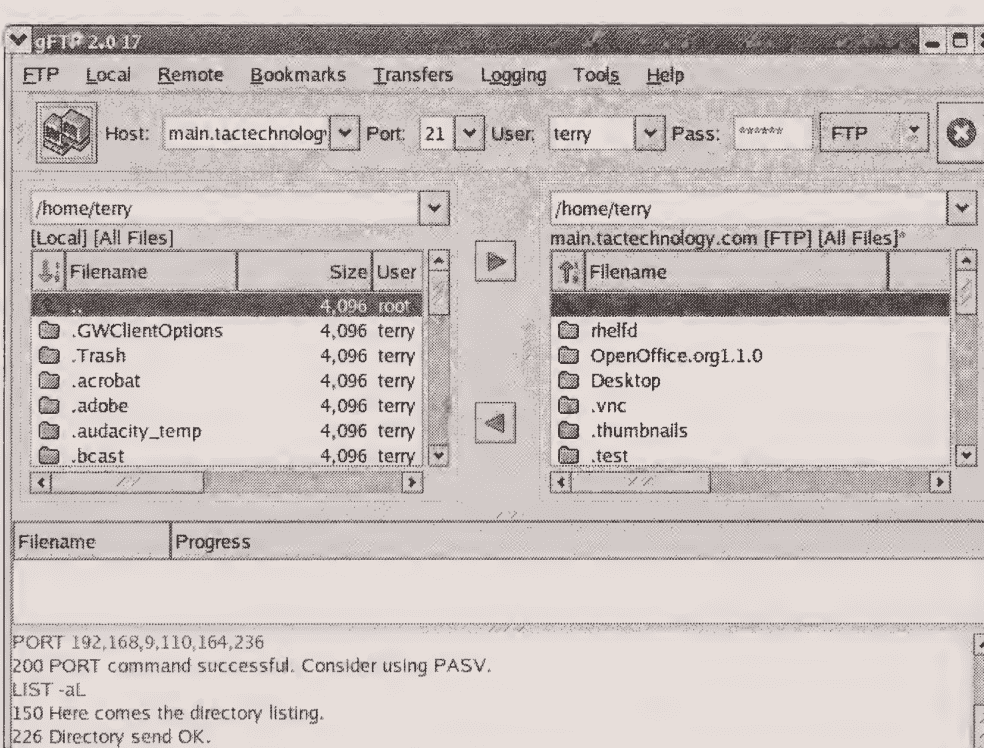 gFTP 2.0.17
FTP Local Remote Bookmarks Transfers Logging Tools Help
Host: main.tactechnology Port: 21 User: terry Pass: ****** FTP
/home/terry
[Local] [All Files]
Filename Size User
.. 4,096 root
.GWClientOptions 4,096 terry
.Trash 4,096 terry
.acrobat 4,096 terry
.adobe 4,096 terry
.audacity_temp 4,096 terry
.bcast 4,096 terry
/home/terry
main.tactechnology.com [FTP] [All Files]*
Filename
..
rhelfd
OpenOffice.org1.1.0
Desktop
.vnc
.thumbnails
.test
Filename Progress
PORT 192,168,9,110,164,236
200 PORT command successful. Consider using PASV.
LIST -aL
150 Here comes the directory listing.
226 Directory send OK.